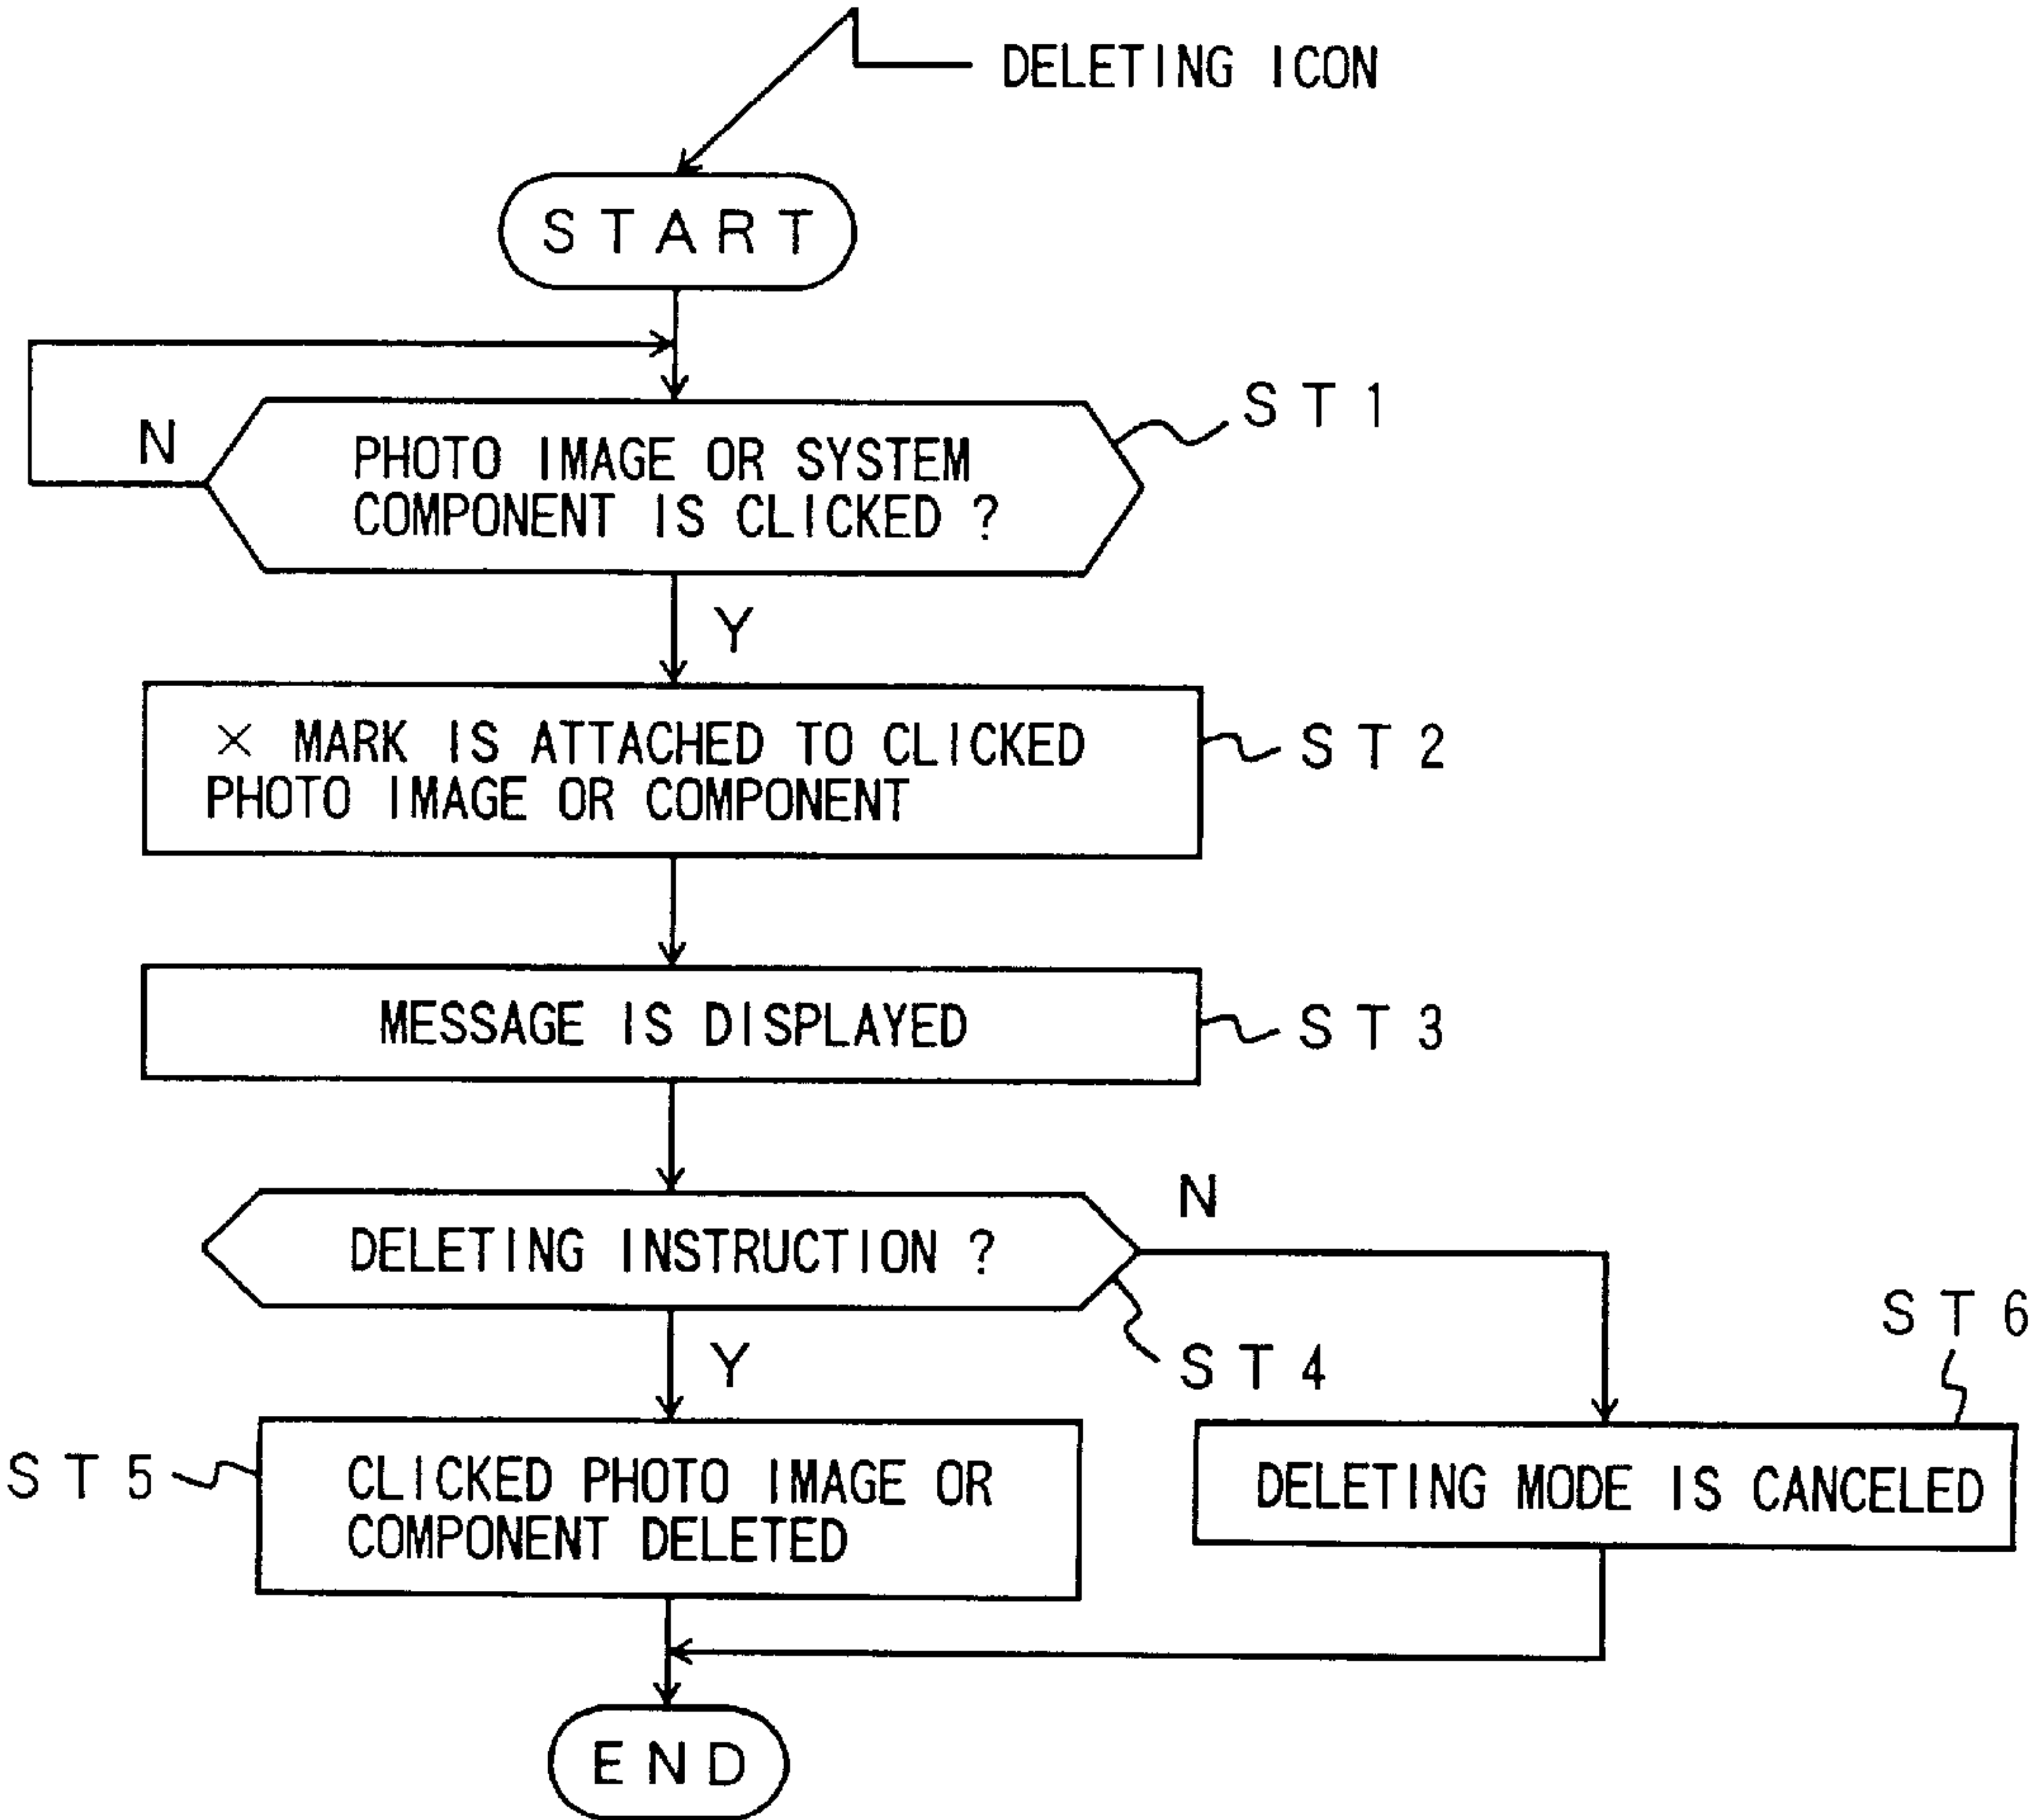 DELETING ICON
START
ST1
N
PHOTO IMAGE OR SYSTEM
COMPONENT IS CLICKED ?
Y
× MARK IS ATTACHED TO CLICKED
PHOTO IMAGE OR COMPONENT
ST2
MESSAGE IS DISPLAYED
ST3
N
DELETING INSTRUCTION ?
ST4
Y
ST6
ST5
CLICKED PHOTO IMAGE OR
COMPONENT DELETED
DELETING MODE IS CANCELED
END